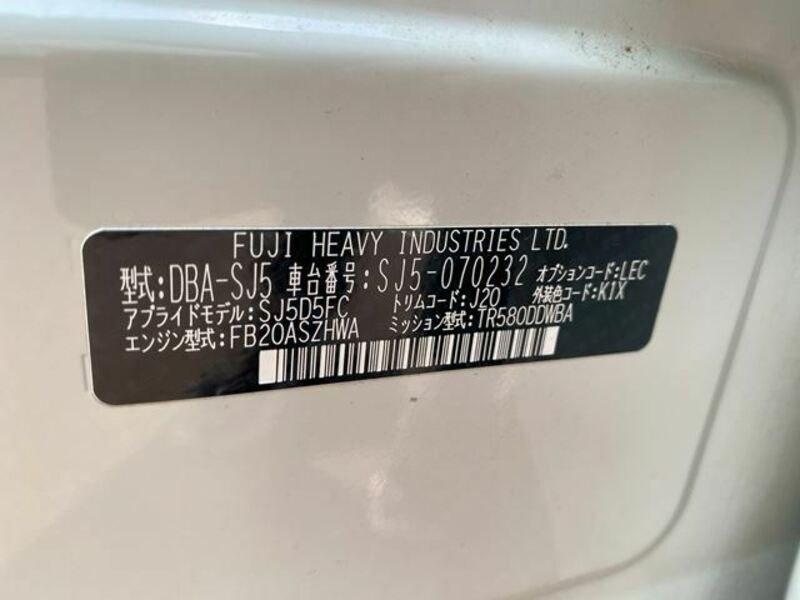 FUJI HEAVY INDUSTRIES LTD.
型式:DBA-SJ5 車台番号:SJ5-070232 オプションコード:LEC
アプライドモデル:SJ5D5FC トリムコード:J20 外装色コード:K1X
エンジン型式:FB20ASZHWA ミッション型式:TR580DDWBA